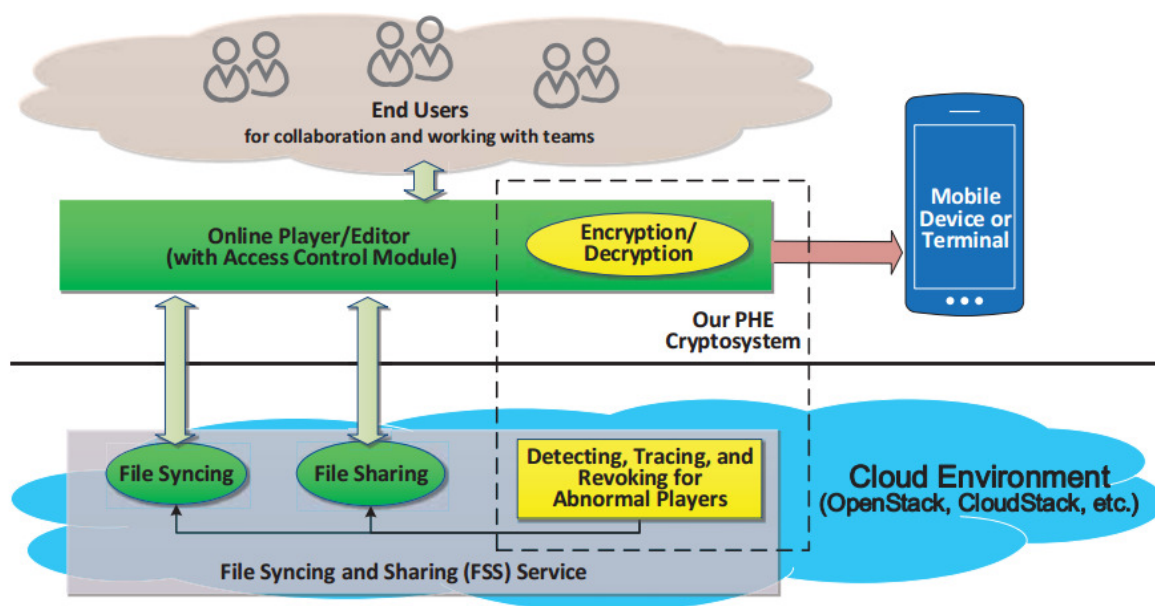 End Users
for collaboration and working with teams
Online Player/Editor
(with Access Control Module)
Encryption/
Decryption
Mobile
Device or
Terminal
Our PHE
Cryptosystem
File Syncing
File Sharing
Detecting, Tracing, and
Revoking for
Abnormal Players
Cloud Environment
(OpenStack, CloudStack, etc.)
File Syncing and Sharing (FSS) Service